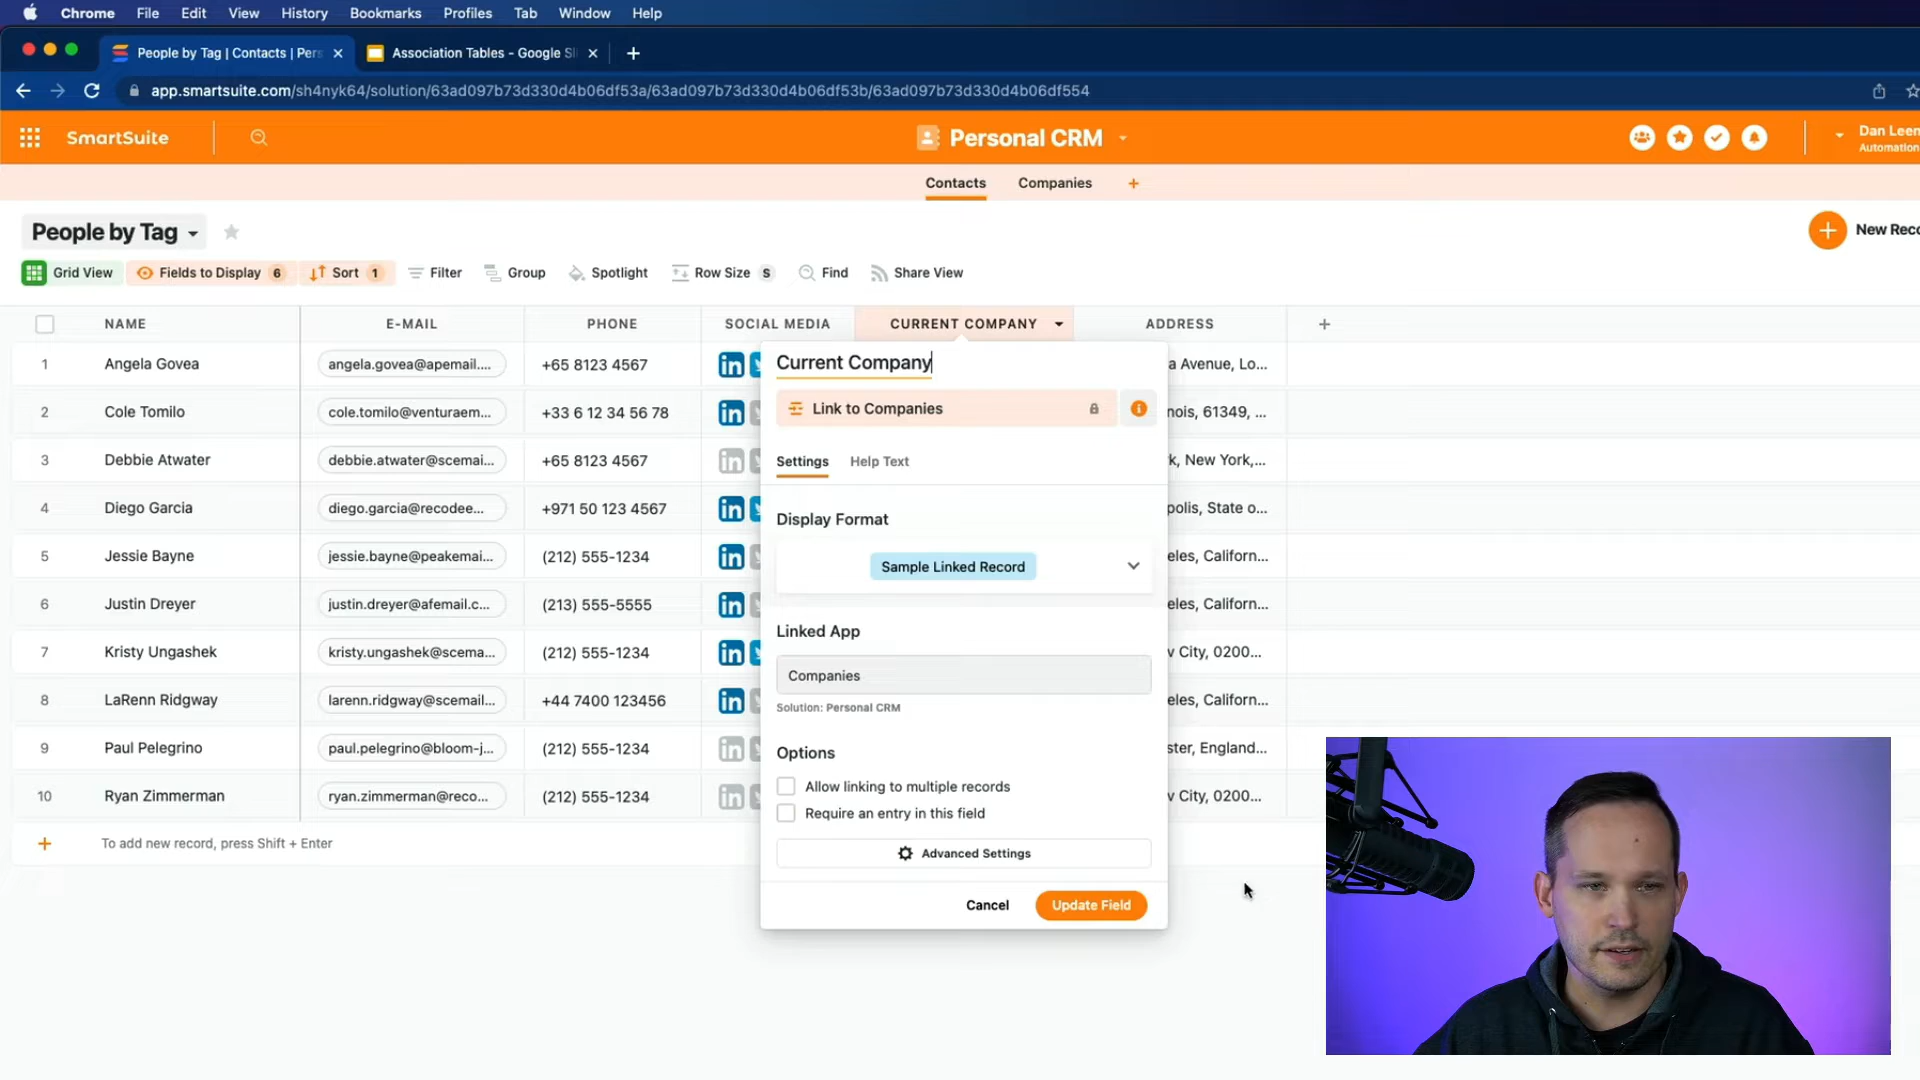 Chrome File Edit View History Bookmarks Profiles Tab Window Help
People by Tag | Contacts | Pers
Association Tables - Google Sl
app.smartsuite.com/sh4nyk64/solution/63ad097b73d330d4b06df53a/63ad097b73d330d4b06df53b/63ad097b73d330d4b06df554
SmartSuite
Personal CRM
Dan Leen
Automation
Contacts Companies +
People by Tag
New Reco
Grid View Fields to Display 6 Sort 1 Filter Group Spotlight Row Size S Find Share View
NAME E-MAIL PHONE SOCIAL MEDIA CURRENT COMPANY ADDRESS +
1 Angela Govea angela.govea@apemail.... +65 8123 4567 in a Avenue, Lo...
2 Cole Tomilo cole.tomilo@venturaem... +33 6 12 34 56 78 in nois, 61349, ...
3 Debbie Atwater debbie.atwater@scemai... +65 8123 4567 in k, New York,...
4 Diego Garcia diego.garcia@recodee... +971 50 123 4567 in polis, State o...
5 Jessie Bayne jessie.bayne@peakemai... (212) 555-1234 in eles, Californ...
6 Justin Dreyer justin.dreyer@afemail.c... (213) 555-5555 in eles, Californ...
7 Kristy Ungashek kristy.ungashek@scema... (212) 555-1234 in v City, 0200...
8 LaRenn Ridgway larenn.ridgway@scemail... +44 7400 123456 in eles, Californ...
9 Paul Pelegrino paul.pelegrino@bloom-j... (212) 555-1234 in ster, England...
10 Ryan Zimmerman ryan.zimmerman@reco... (212) 555-1234 in v City, 0200...
+ To add new record, press Shift + Enter
Current Company
Link to Companies
Settings Help Text
Display Format
Sample Linked Record
Linked App
Companies
Solution: Personal CRM
Options
Allow linking to multiple records
Require an entry in this field
Advanced Settings
Cancel Update Field